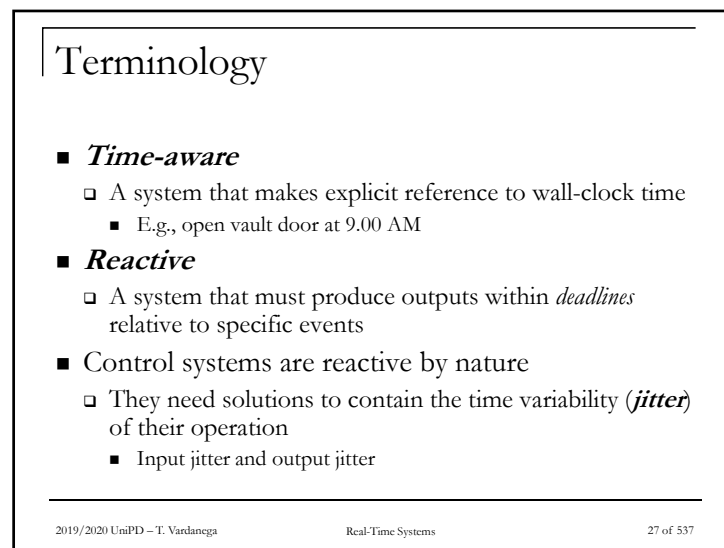 Terminology
■ Time-aware
❑ A system that makes explicit reference to wall-clock time
■ E.g., open vault door at 9.00 AM
■ Reactive
❑ A system that must produce outputs within deadlines
relative to specific events
■ Control systems are reactive by nature
❑ They need solutions to contain the time variability (jitter)
of their operation
■ Input jitter and output jitter
2019/2020 UniPD – T. Vardanega Real-Time Systems 27 of 537